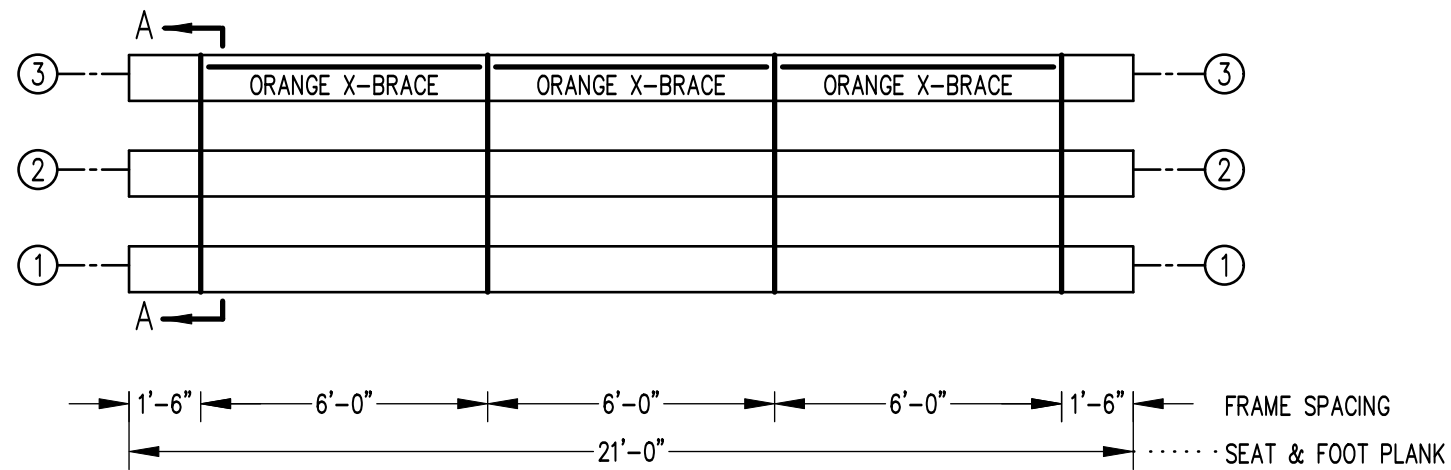 A
3 ORANGE X-BRACE ORANGE X-BRACE ORANGE X-BRACE 3
2 2
1 1
A
1'-6" 6'-0" 6'-0" 6'-0" 1'-6" FRAME SPACING
21'-0" SEAT & FOOT PLANK